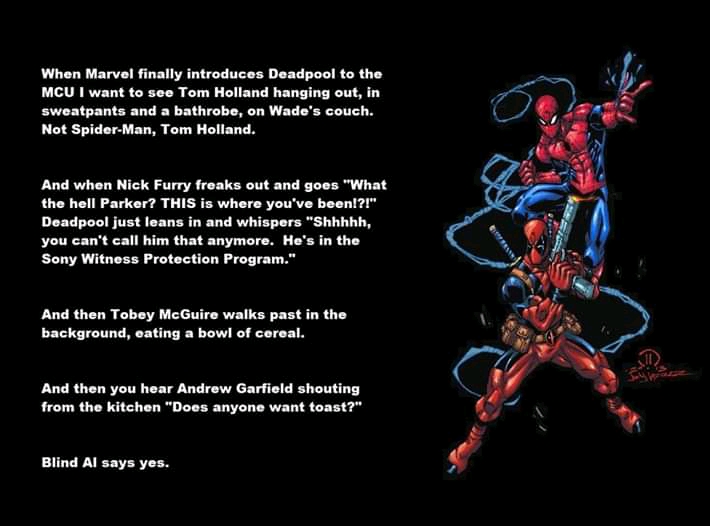 When Marvel finally introduces Deadpool to the
MCU I want to see Tom Holland hanging out, in
sweatpants and a bathrobe, on Wade's couch.
Not Spider-Man, Tom Holland.
And when Nick Furry freaks out and goes "What
the hell Parker? THIS is where you've been!?!"
Deadpool just leans in and whispers "Shhhhh,
you can't call him that anymore. He's in the
Sony Witness Protection Program."
And then Tobey McGuire walks past in the
background, eating a bowl of cereal.
And then you hear Andrew Garfield shouting
from the kitchen "Does anyone want toast?"
Blind Al says yes.